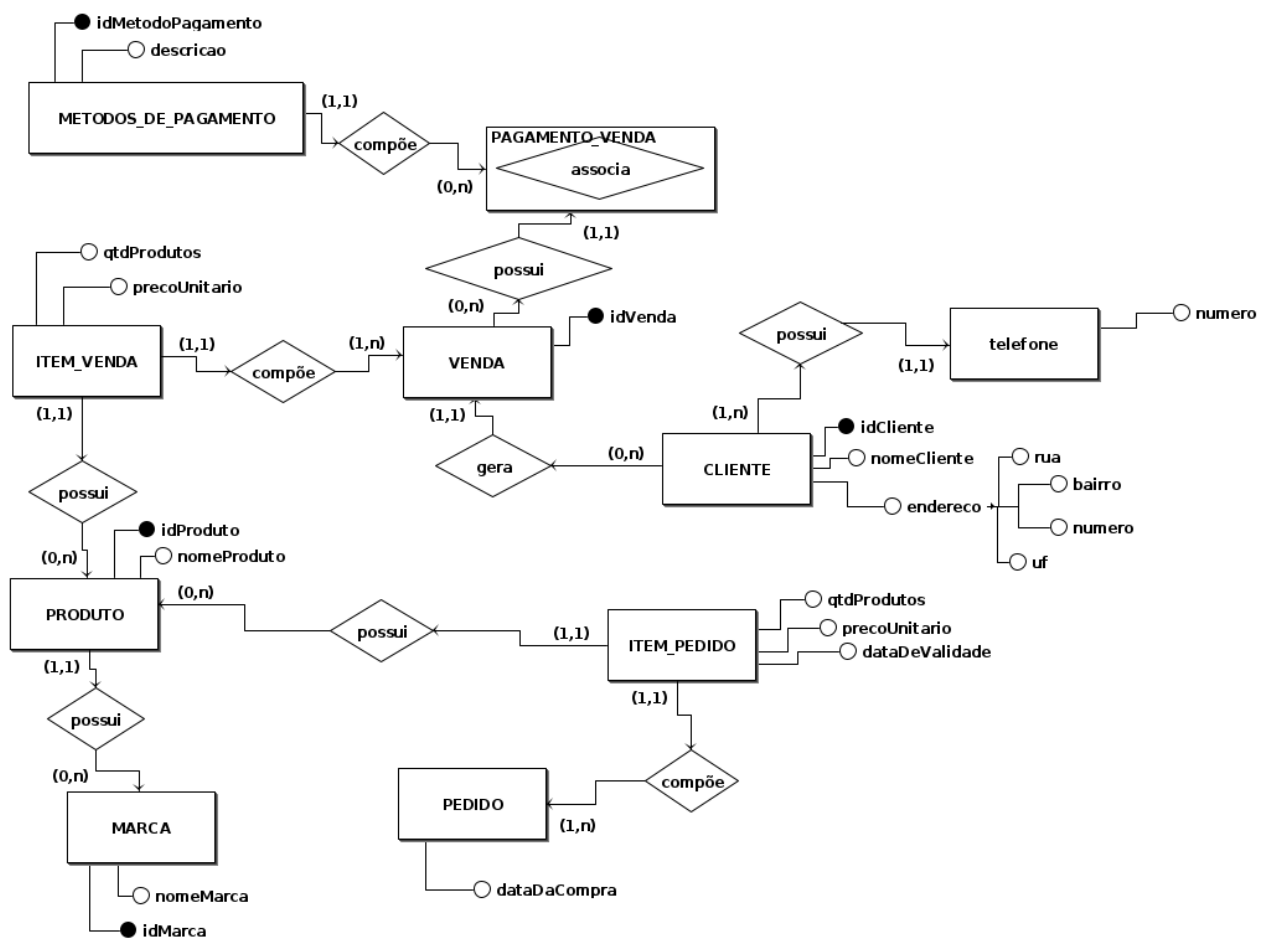 idMetodoPagamento
descricao
METODOS_DE_PAGAMENTO
(1,1)
compõe
(0,n)
PAGAMENTO_VENDA
associa
(1,1)
possui
(0,n)
qtdProdutos
precoUnitario
ITEM_VENDA
(1,1)
compõe
(1,n)
VENDA
idVenda
possui
(1,1)
telefone
numero
(1,1)
(1,1)
gera
(0,n)
(1,n)
CLIENTE
idCliente
nomeCliente
endereco
rua
bairro
numero
uf
possui
(0,n)
idProduto
nomeProduto
PRODUTO
(0,n)
possui
(1,1)
ITEM_PEDIDO
qtdProdutos
precoUnitario
dataDeValidade
(1,1)
possui
(0,n)
MARCA
nomeMarca
idMarca
(1,1)
compõe
(1,n)
PEDIDO
dataDaCompra